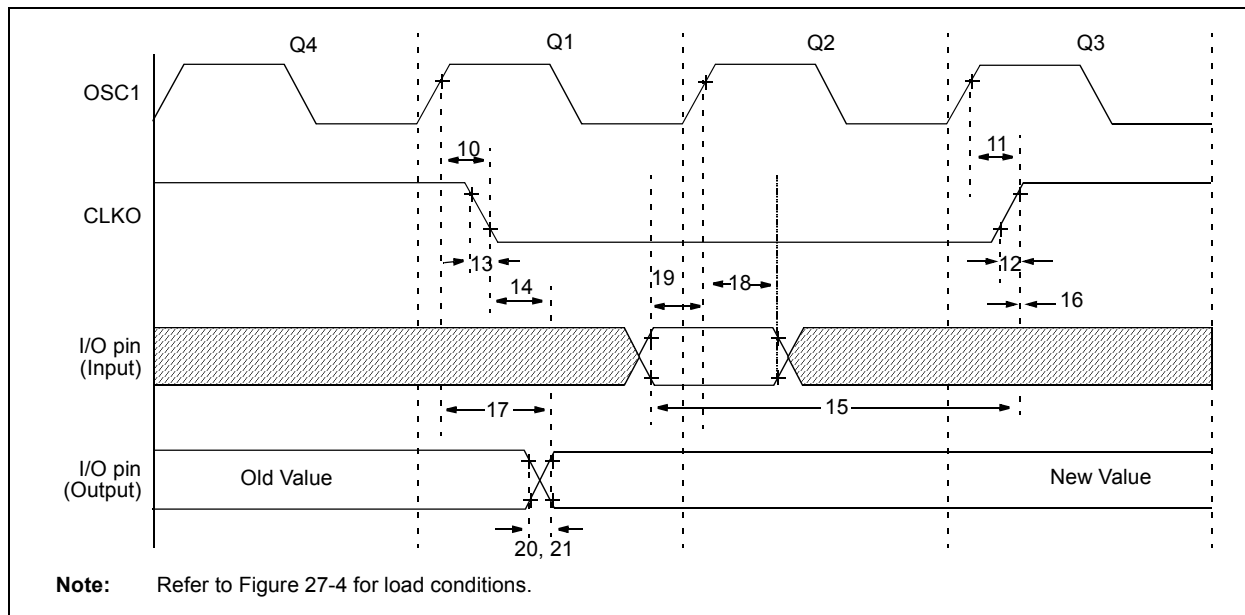 Q4 Q1 Q2 Q3
OSC1
10 11
CLKO
13 19 18 12
14 16
I/O pin
(Input)
17 15
I/O pin
(Output)
Old Value New Value
20, 21
Note: Refer to Figure 27-4 for load conditions.